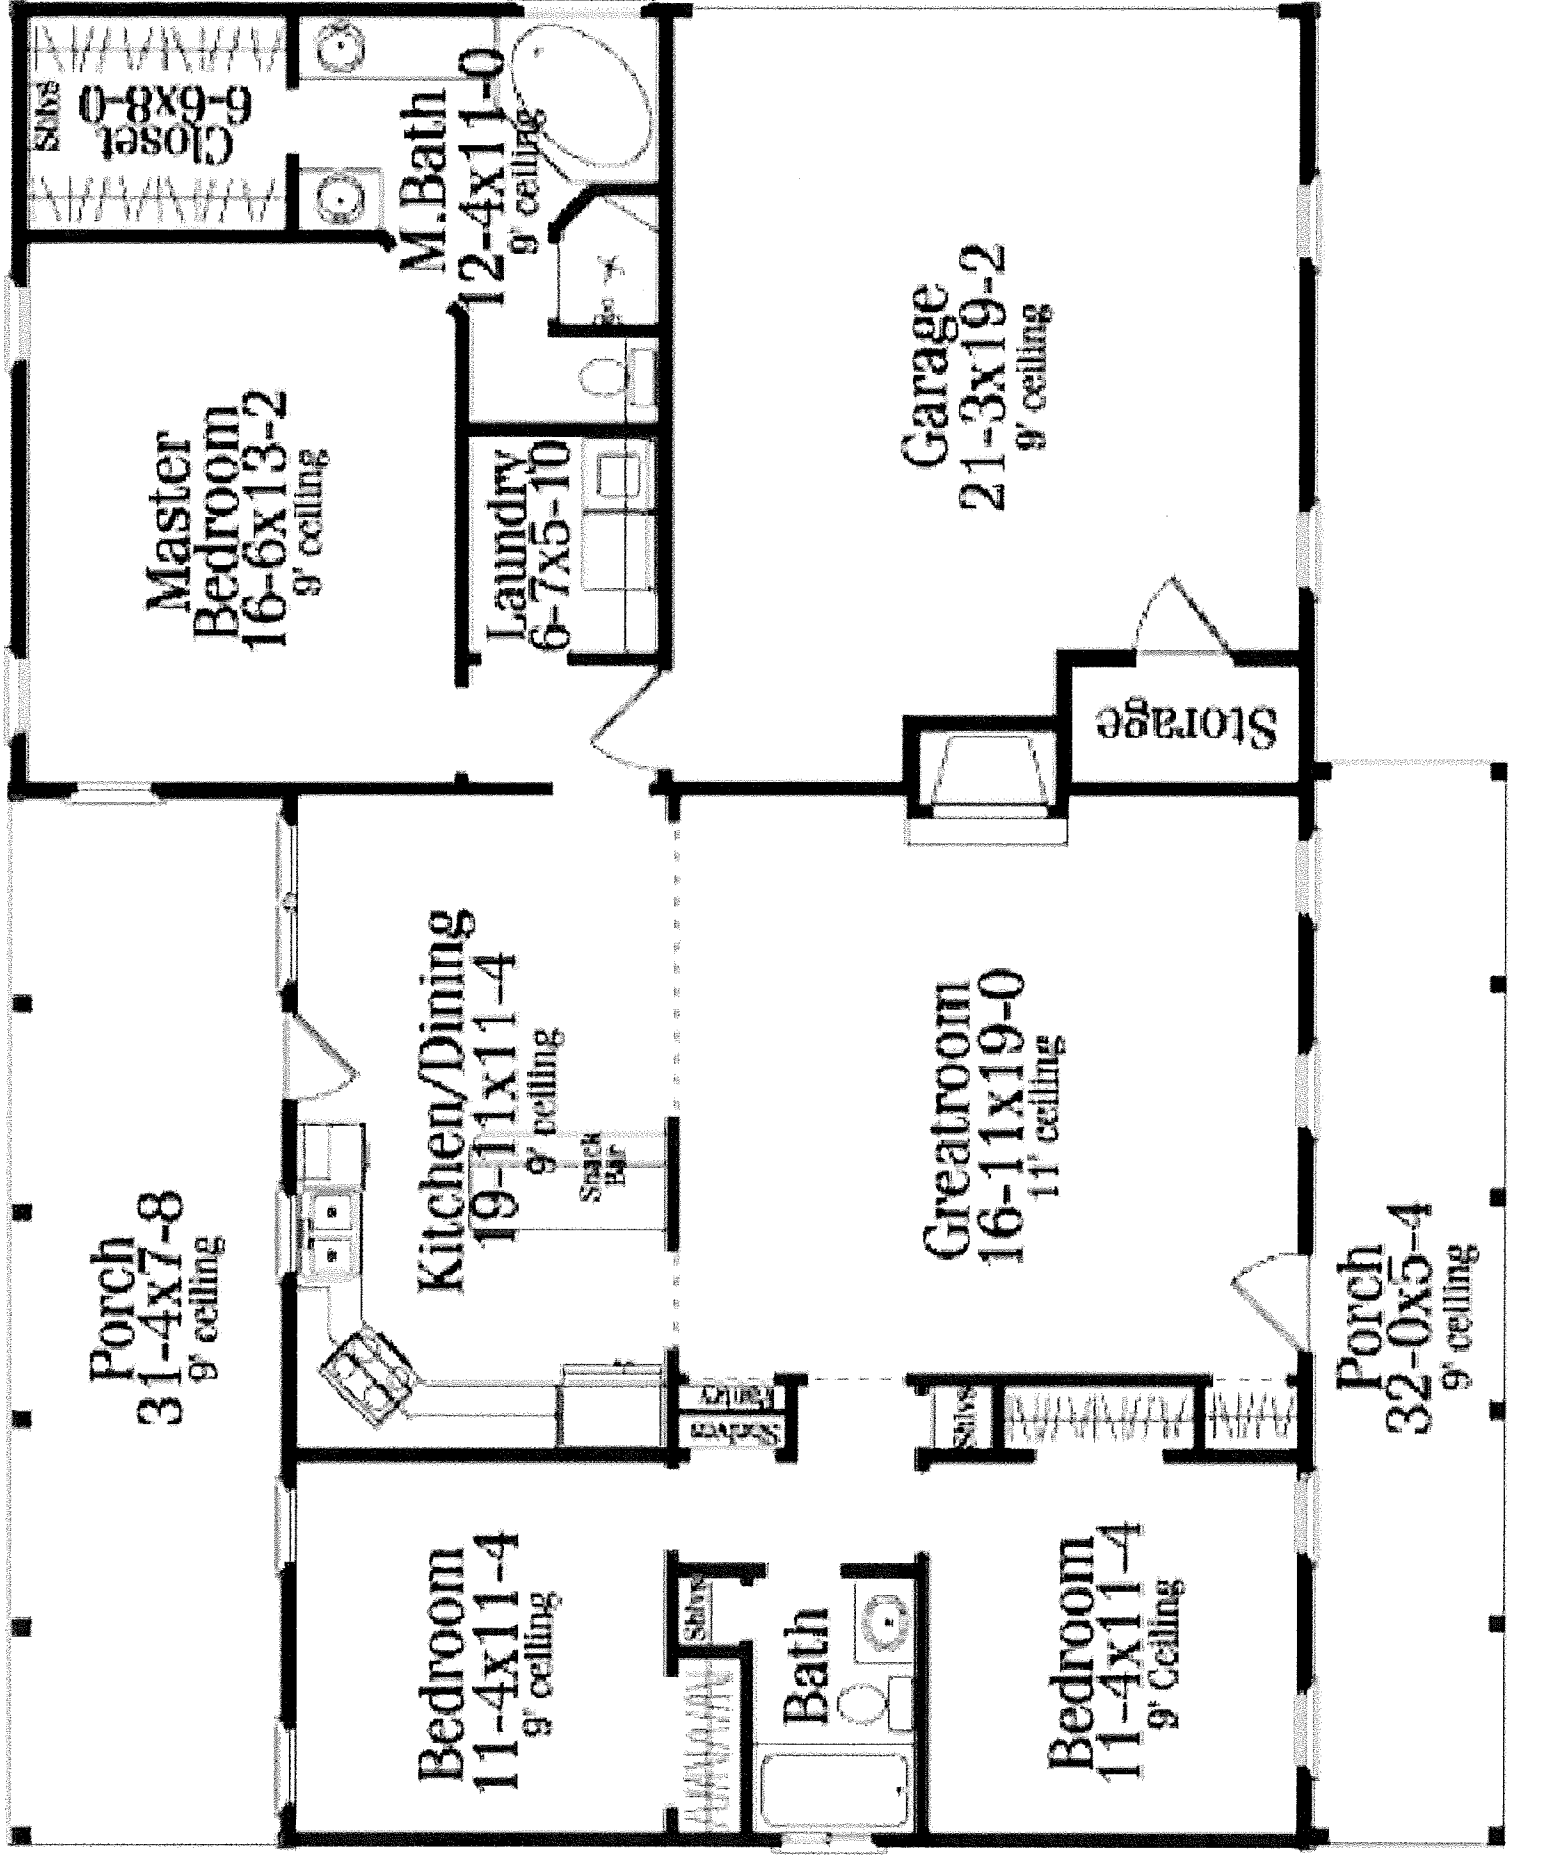 Shlvs
Closet
6-6x8-0
M.Bath
12-4x11-0
9' ceiling
Master
Bedroom
16-6x13-2
9' ceiling
Laundry
6-7x5-10
Garage
21-3x19-2
9' ceiling
Storage
Porch
31-4x7-8
9' ceiling
Kitchen/Dining
19-11x11-4
9' ceiling
Snack
Bar
Greatroom
16-11x19-0
11' ceiling
Porch
32-0x5-4
9' ceiling
Pantry
Shelves
Shlvs
Bedroom
11-4x11-4
9' ceiling
Shlvs
Bath
Bedroom
11-4x11-4
9' Ceiling